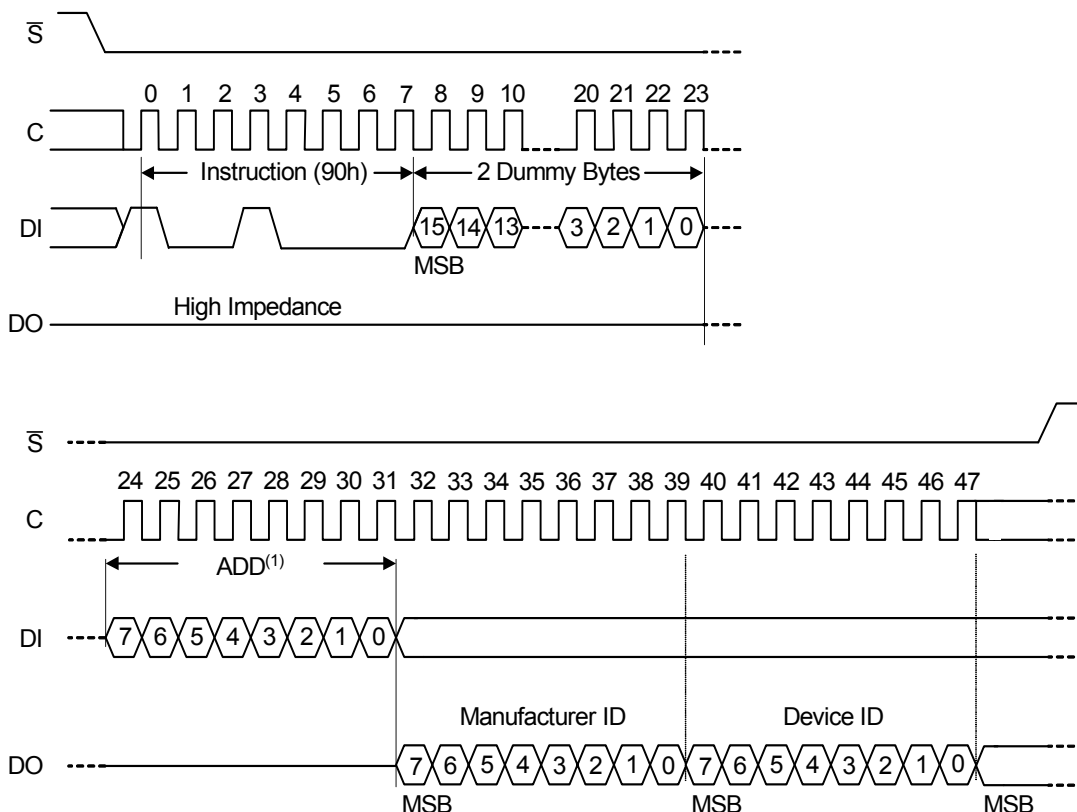 S̅
0 1 2 3 4 5 6 7 8 9 10 20 21 22 23
C
Instruction (90h) 2 Dummy Bytes
DI 15 14 13 3 2 1 0
MSB
High Impedance
DO
S̅
24 25 26 27 28 29 30 31 32 33 34 35 36 37 38 39 40 41 42 43 44 45 46 47
C
ADD(1)
DI 7 6 5 4 3 2 1 0
Manufacturer ID Device ID
DO 7 6 5 4 3 2 1 0 7 6 5 4 3 2 1 0
MSB MSB MSB